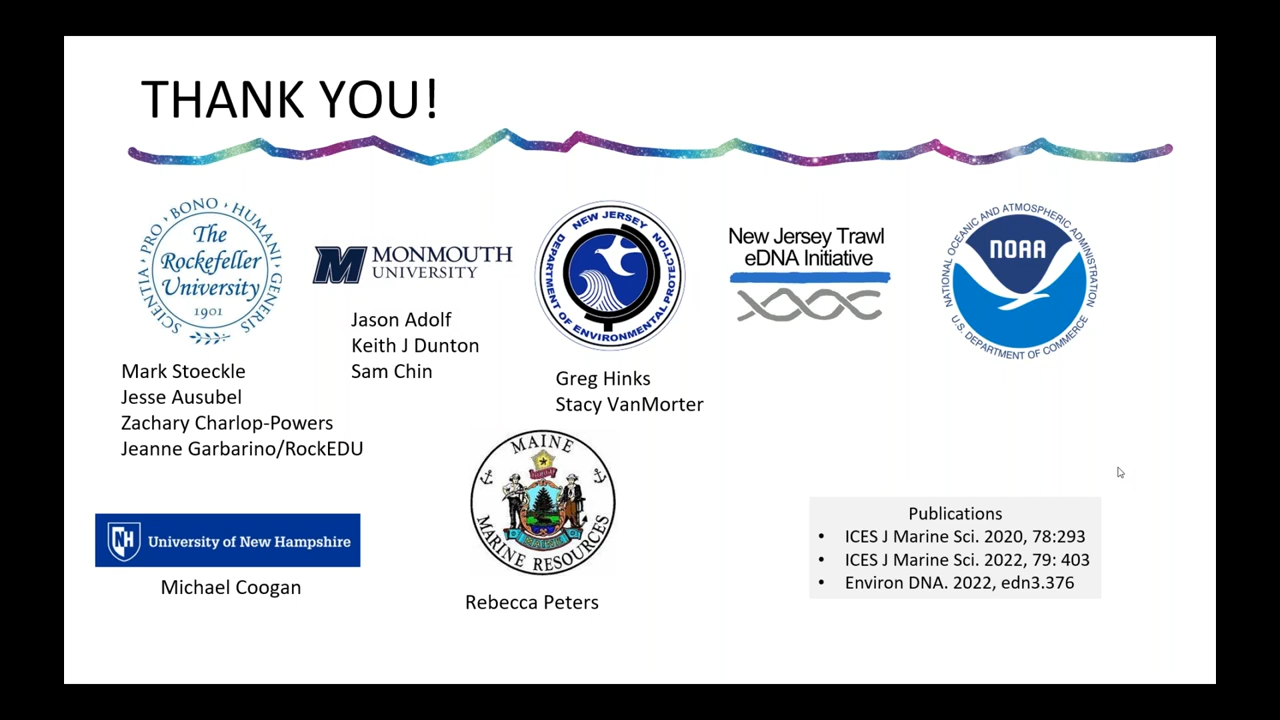 THANK YOU!
SCIENTIA · PRO · BONO · HUMANI · GENERIS
The
Rockefeller
University
1901
Mark Stoeckle
Jesse Ausubel
Zachary Charlop-Powers
Jeanne Garbarino/RockEDU
M MONMOUTH
UNIVERSITY
Jason Adolf
Keith J Dunton
Sam Chin
NEW JERSEY
DEPARTMENT OF ENVIRONMENTAL PROTECTION
Greg Hinks
Stacy VanMorter
New Jersey Trawl
eDNA Initiative
NATIONAL OCEANIC AND ATMOSPHERIC ADMINISTRATION
NOAA
U.S. DEPARTMENT OF COMMERCE
NH University of New Hampshire
Michael Coogan
MAINE
MARINE RESOURCES
Rebecca Peters
Publications
• ICES J Marine Sci. 2020, 78:293
• ICES J Marine Sci. 2022, 79: 403
• Environ DNA. 2022, edn3.376